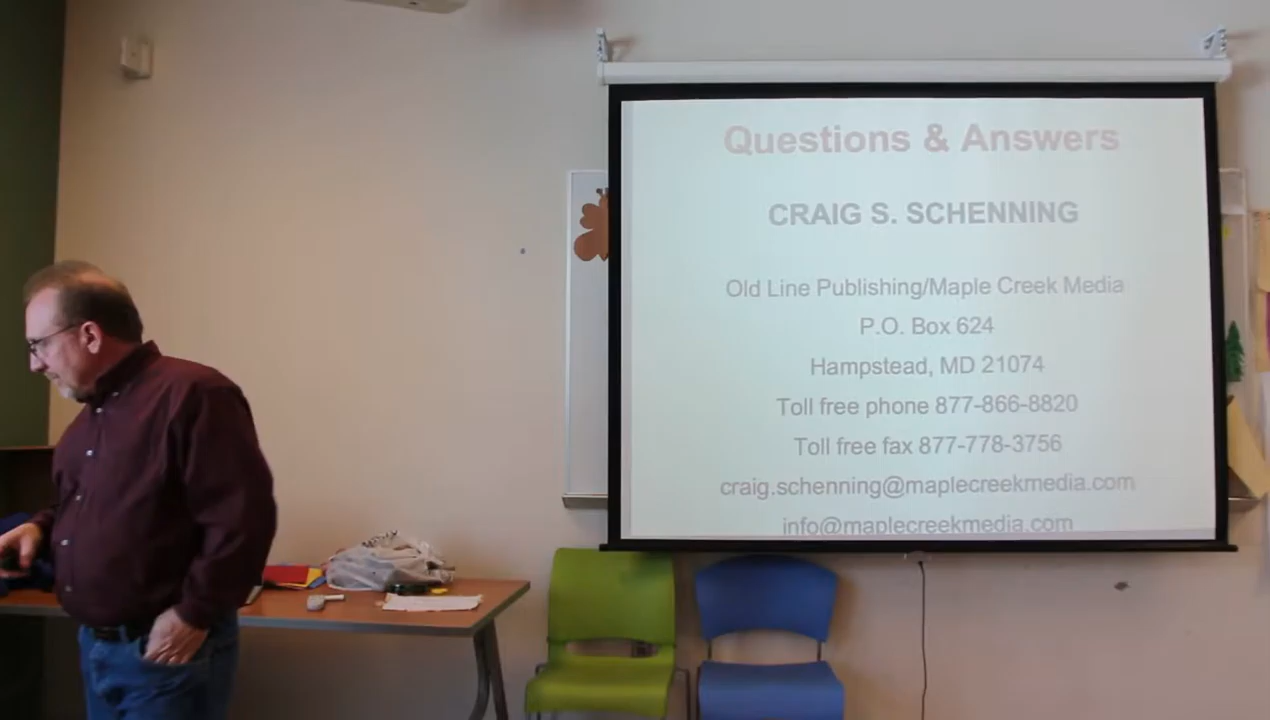 Questions & Answers
CRAIG S. SCHENNING
Old Line Publishing/Maple Creek Media
P.O. Box 624
Hampstead, MD 21074
Toll free phone 877-866-8820
Toll free fax 877-778-3756
craig.schenning@maplecreekmedia.com
info@maplecreekmedia.com